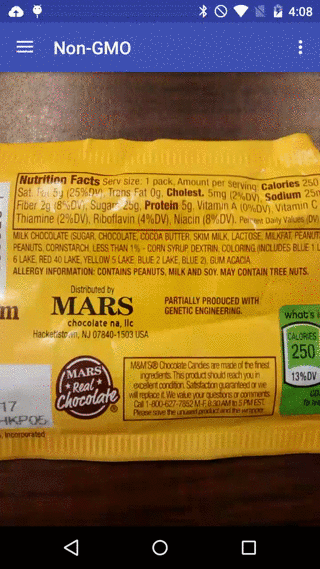 4:08
Non-GMO
Nutrition Facts Serv size: 1 pack, Amount per serving Calories 250
Sat. Fat 5g (25%DV), Trans Fat 0g, Cholest. 5mg (2%DV), Sodium 25m
Fiber 2g (8%DV), Sugars 25g, Protein 5g, Vitamin A (0%DV), Vitamin C
Thiamine (2%DV), Riboflavin (4%DV), Niacin (8%DV). Percent Daily Values (DV)
MILK CHOCOLATE (SUGAR, CHOCOLATE, COCOA BUTTER, SKIM MILK, LACTOSE, MILKFAT, PEANUT
PEANUTS, CORNSTARCH, LESS THAN 1% - CORN SYRUP, DEXTRIN, COLORING (INCLUDES BLUE 1 L
6 LAKE, RED 40 LAKE, YELLOW 5 LAKE, BLUE 2 LAKE, BLUE 2), GUM ACACIA.
ALLERGY INFORMATION: CONTAINS PEANUTS, MILK AND SOY. MAY CONTAIN TREE NUTS.
Distributed by
MARS
chocolate na, llc
Hackettstown, NJ 07840-1503 USA
PARTIALLY PRODUCED WITH
GENETIC ENGINEERING.
m
what's i
CALORIES
250
13%DV
MARS
Real
Chocolate®
M&M'S® Chocolate Candies are made of the finest
ingredients. This product should reach you in
excellent condition. Satisfaction guaranteed or we
will replace it. We value your questions or comments.
Call 1-800-627-7852 M-F, 8:30 AM to 5 PM EST.
Please save the unused product and the wrapper.
17
HKP05
, Incorporated